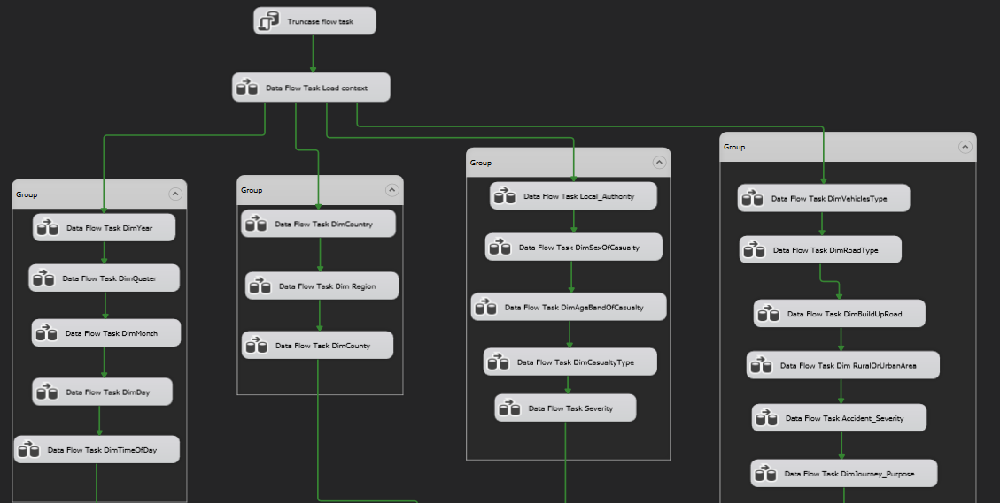 Truncase flow task
Data Flow Task Load context
Group
Data Flow Task DimYear
Data Flow Task DimQuater
Data Flow Task DimMonth
Data Flow Task DimDay
Data Flow Task DimTimeOfDay
Group
Data Flow Task DimCountry
Data Flow Task Dim Region
Data Flow Task DimCounty
Group
Data Flow Task Local_Authority
Data Flow Task DimSexOfCasualty
Data Flow Task DimAgeBandOfCasualty
Data Flow Task DimCasualtyType
Data Flow Task Severity
Group
Data Flow Task DimVehiclesType
Data Flow Task DimRoadType
Data Flow Task DimBuildUpRoad
Data Flow Task Dim RuralOrUrbanArea
Data Flow Task Accident_Severity
Data Flow Task DimJourney_Purpose